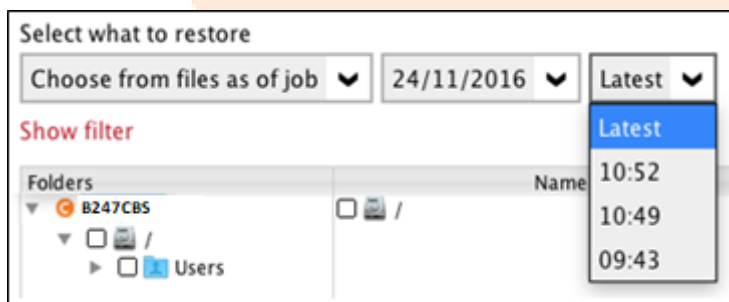 Select what to restore
Choose from files as of job 24/11/2016 Latest
Show filter Latest
10:52
Folders Name
B247CBS /
10:49
/
Users 09:43